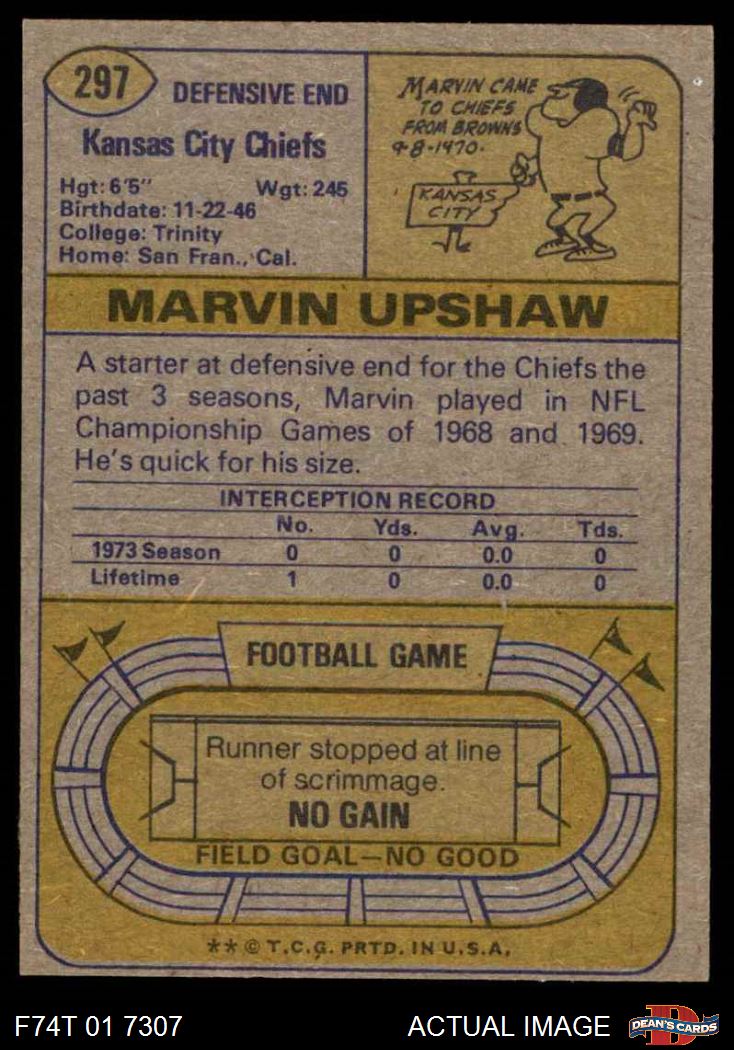 297
DEFENSIVE END
Kansas City Chiefs
Hgt: 6'5" Wgt: 245
Birthdate: 11-22-46
College: Trinity
Home: San Fran., Cal.
MARVIN CAME
TO CHIEFS
FROM BROWNS
9-8-1970.
KANSAS
CITY
MARVIN UPSHAW
A starter at defensive end for the Chiefs the
past 3 seasons, Marvin played in NFL
Championship Games of 1968 and 1969.
He's quick for his size.
INTERCEPTION RECORD
No. Yds. Avg. Tds.
1973 Season 0 0 0.0 0
Lifetime 1 0 0.0 0
FOOTBALL GAME
Runner stopped at line
of scrimmage.
NO GAIN
FIELD GOAL—NO GOOD
** © T.C.G. PRTD. IN U.S.A.
F74T 01 7307 ACTUAL IMAGE
DEAN'S CARDS